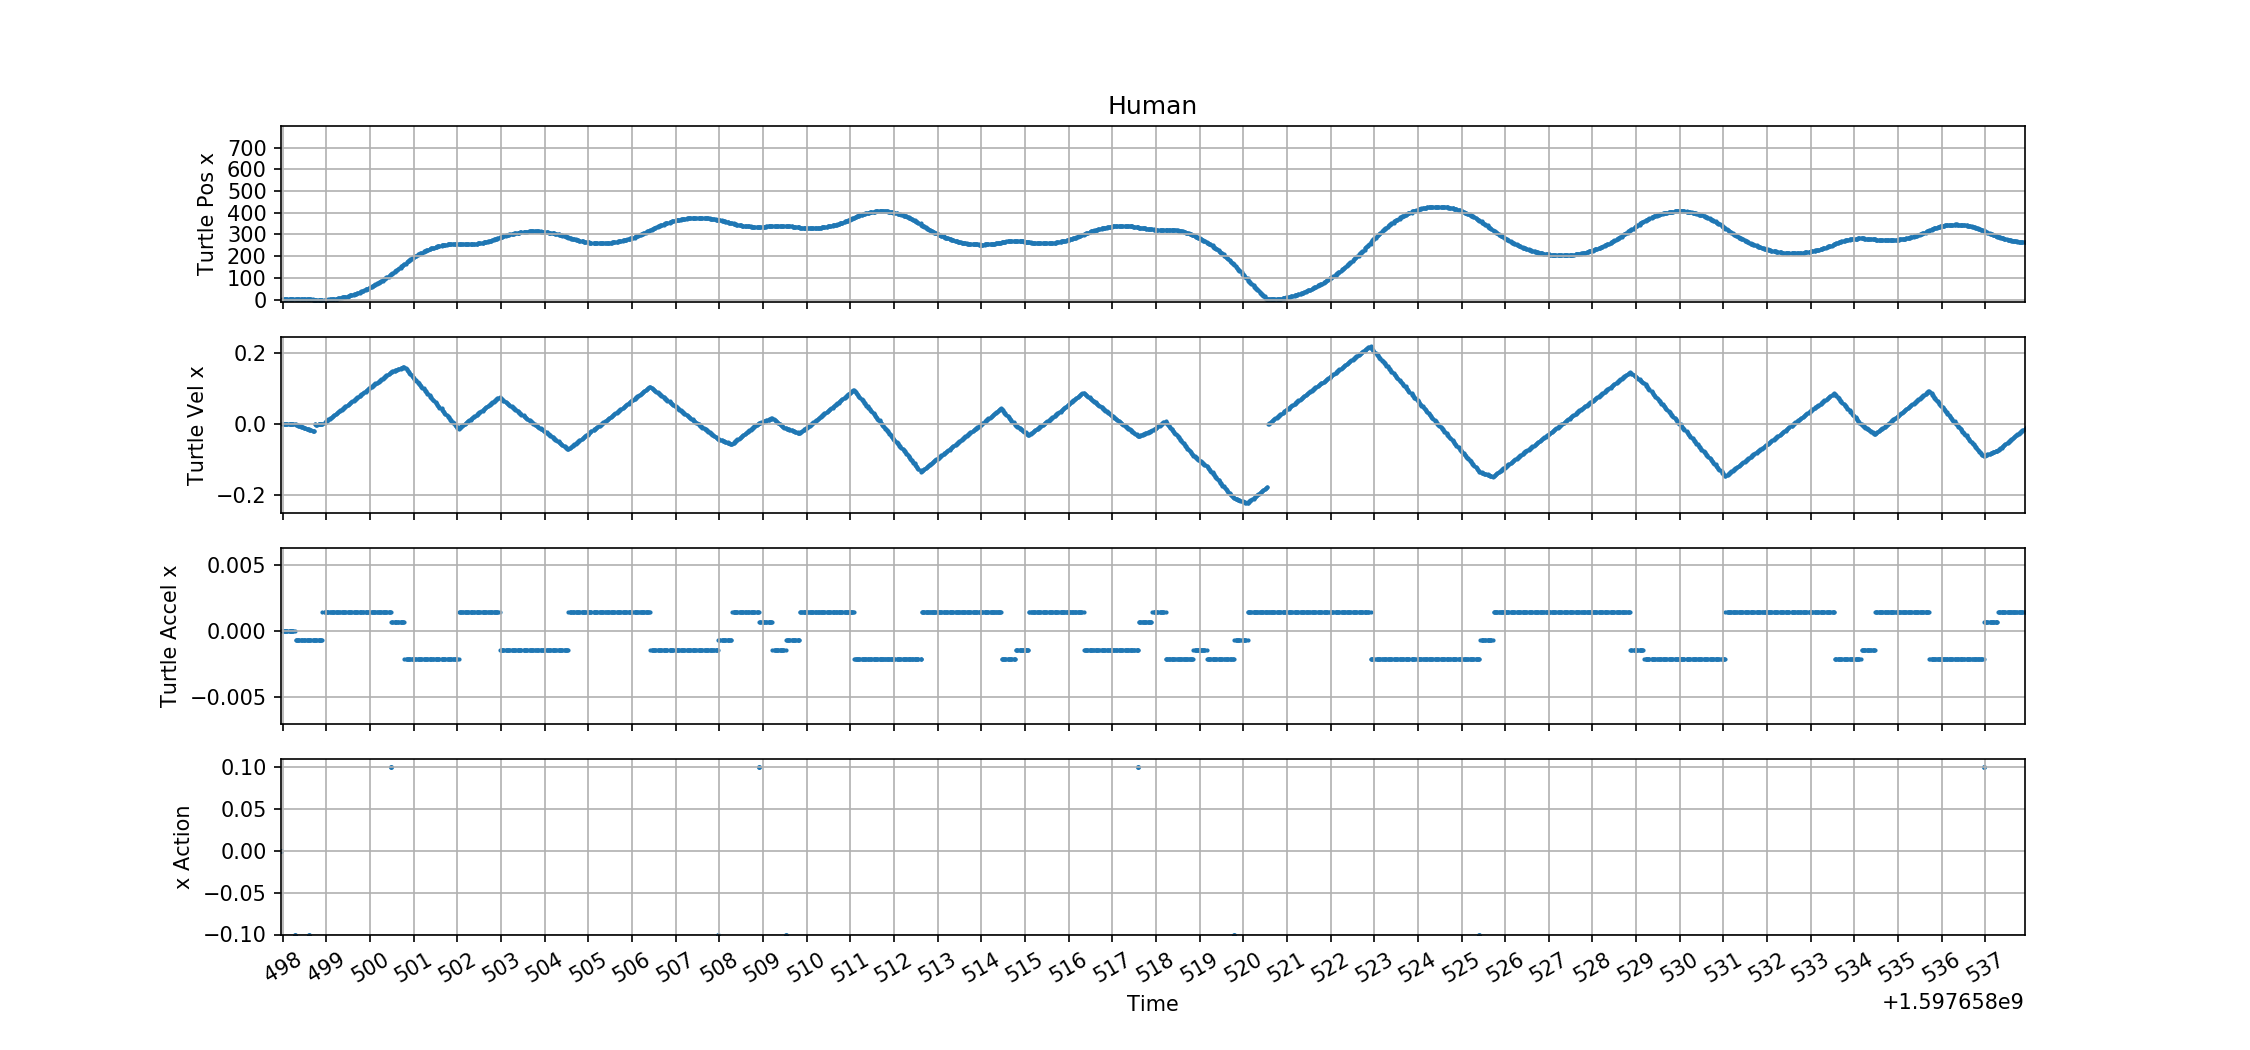 Human
Turtle Pos x
700
600
500
400
300
200
100
0
Turtle Vel x
0.2
0.0
−0.2
Turtle Accel x
0.005
0.000
−0.005
x Action
0.10
0.05
0.00
−0.05
−0.10
498 499 500 501 502 503 504 505 506 507 508 509 510 511 512 513 514 515 516 517 518 519 520 521 522 523 524 525 526 527 528 529 530 531 532 533 534 535 536 537
Time
+1.597658e9